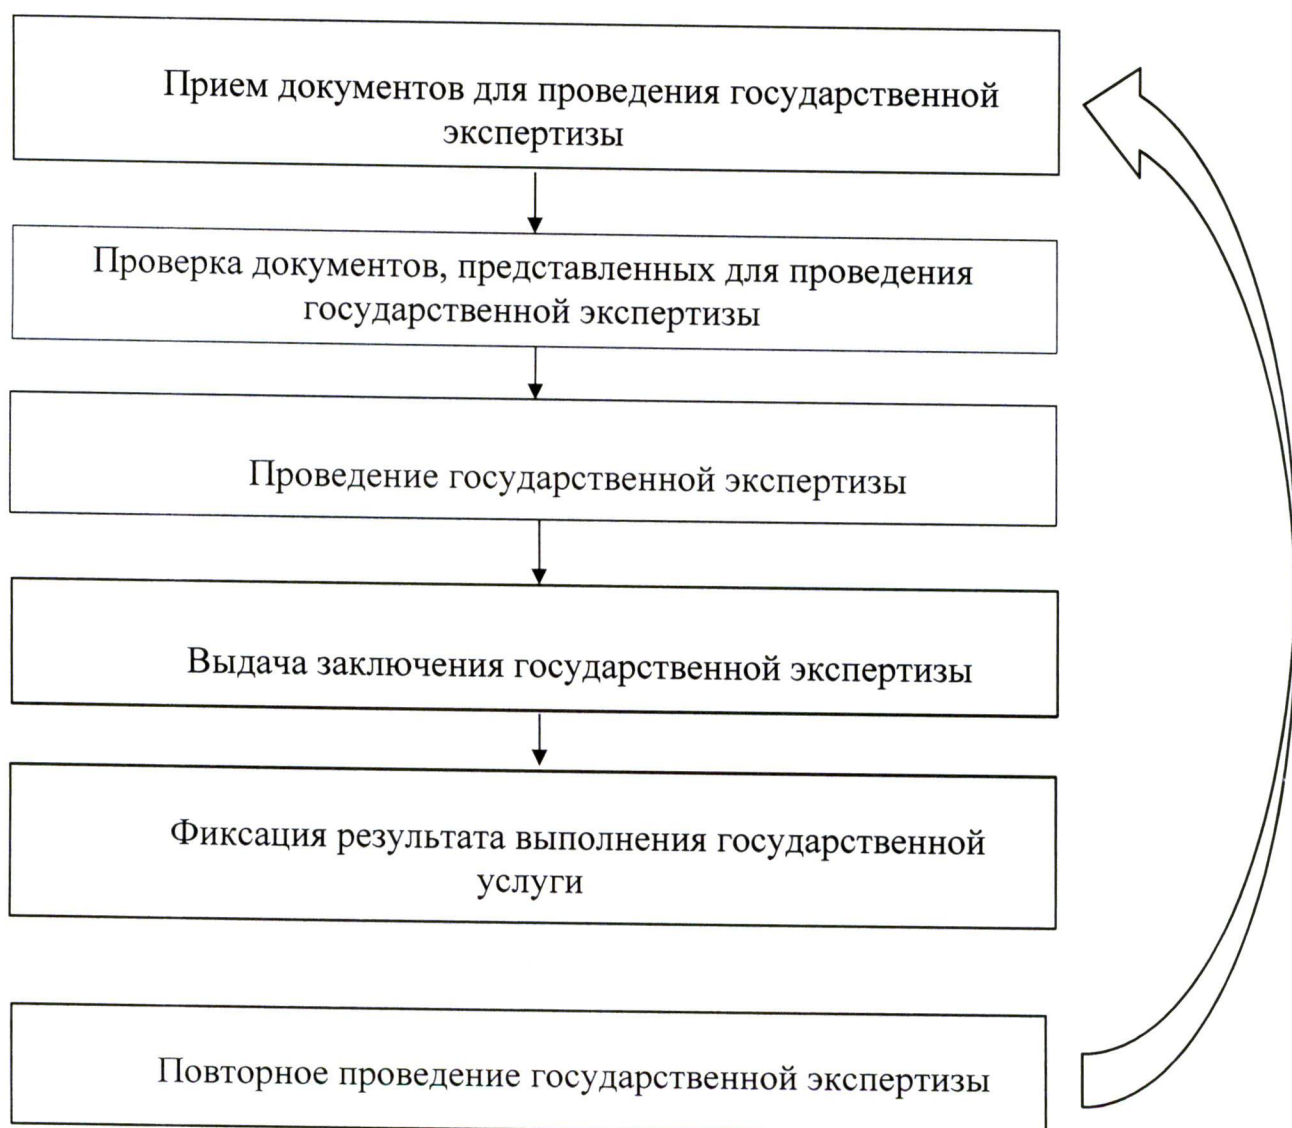 Прием документов для проведения государственной
экспертизы
Проверка документов, представленных для проведения
государственной экспертизы
Проведение государственной экспертизы
Выдача заключения государственной экспертизы
Фиксация результата выполнения государственной
услуги
Повторное проведение государственной экспертизы